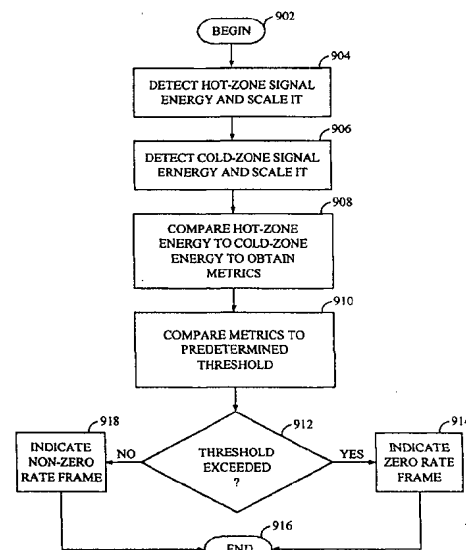 BEGIN
902
904
DETECT HOT-ZONE SIGNAL
ENERGY AND SCALE IT
906
DETECT COLD-ZONE SIGNAL
ERNERGY AND SCALE IT
908
COMPARE HOT-ZONE
ENERGY TO COLD-ZONE
ENERGY TO OBTAIN
METRICS
910
COMPARE METRICS TO
PREDETERMINED
THRESHOLD
912
THRESHOLD
EXCEEDED
?
NO
YES
918
INDICATE
NON-ZERO
RATE FRAME
914
INDICATE
ZERO RATE
FRAME
916
END